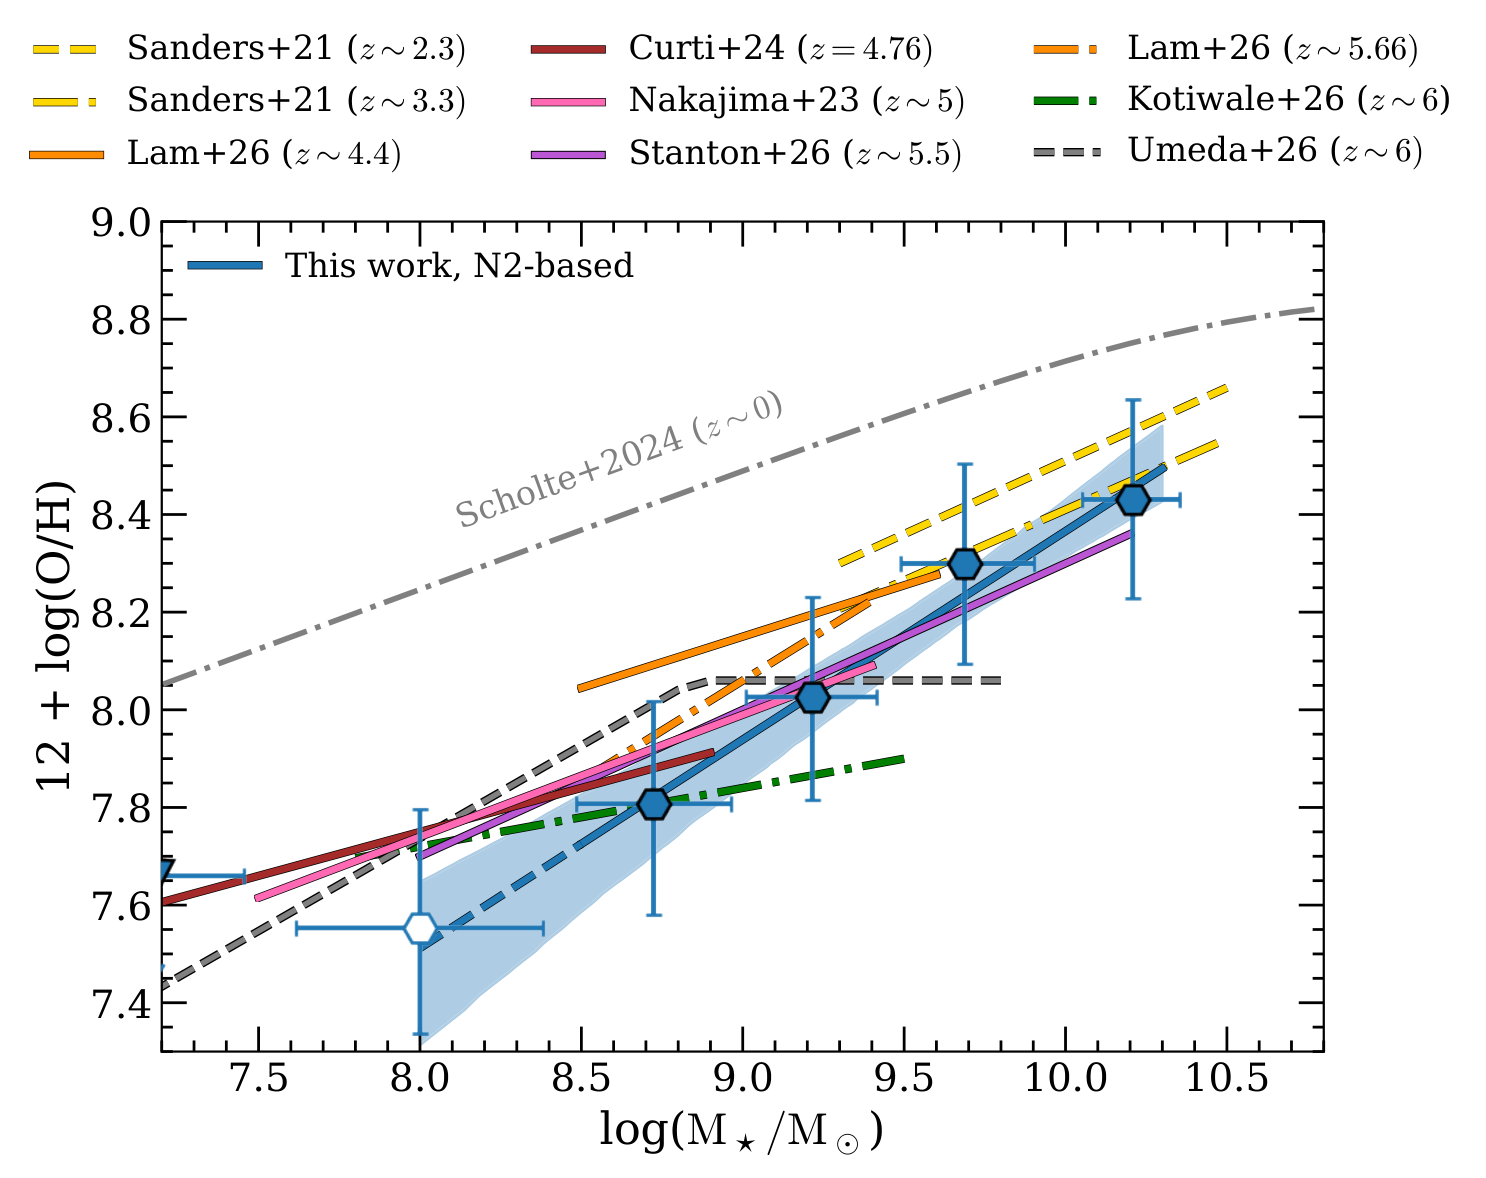 Sanders+21 (z∼2.3)
Sanders+21 (z∼3.3)
Lam+26 (z∼4.4)
Curti+24 (z=4.76)
Nakajima+23 (z∼5)
Stanton+26 (z∼5.5)
Lam+26 (z∼5.66)
Kotiwale+26 (z∼6)
Umeda+26 (z∼6)
This work, N2-based
Scholte+2024 (z∼0)
12 + log(O/H)
9.0
8.8
8.6
8.4
8.2
8.0
7.8
7.6
7.4
7.5
8.0
8.5
9.0
9.5
10.0
10.5
log(M⋆/M⊙)